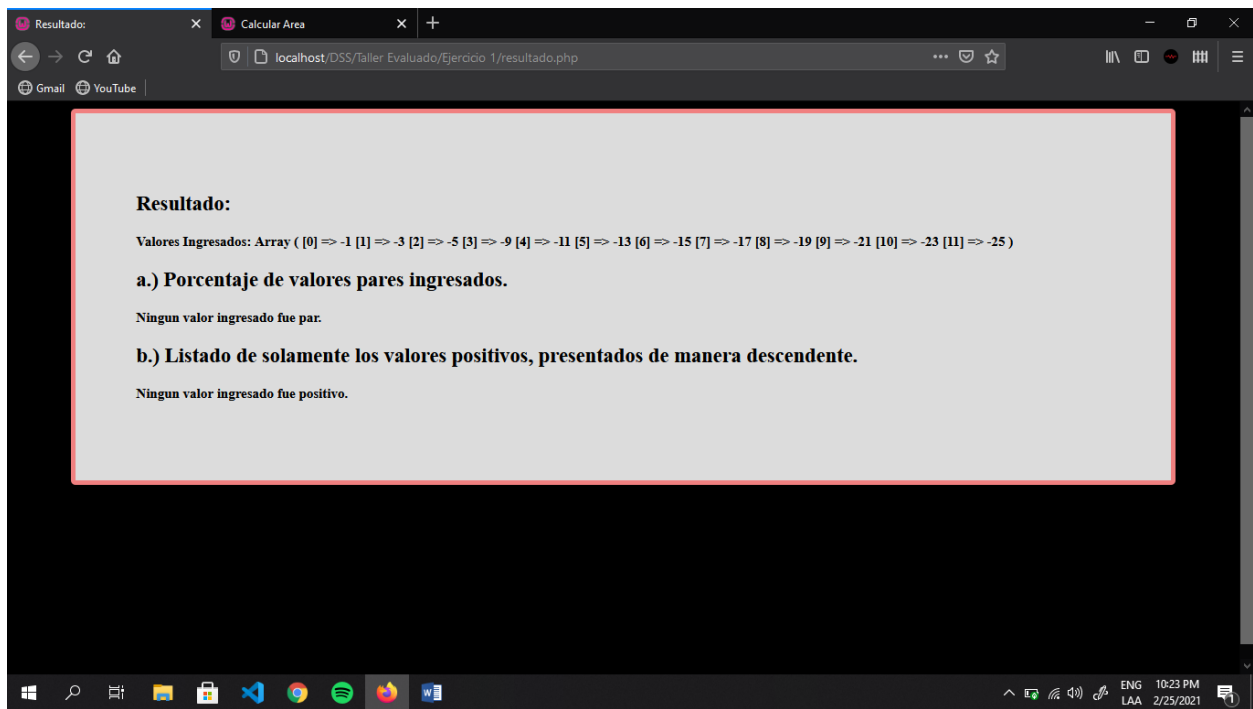 Resultado:
Calcular Area
localhost/DSS/Taller Evaluado/Ejercicio 1/resultado.php
Gmail
YouTube
Resultado:
Valores Ingresados: Array ( [0] => -1 [1] => -3 [2] => -5 [3] => -9 [4] => -11 [5] => -13 [6] => -15 [7] => -17 [8] => -19 [9] => -21 [10] => -23 [11] => -25 )
a.) Porcentaje de valores pares ingresados.
Ningun valor ingresado fue par.
b.) Listado de solamente los valores positivos, presentados de manera descendente.
Ningun valor ingresado fue positivo.
ENG 10:23 PM
LAA 2/25/2021